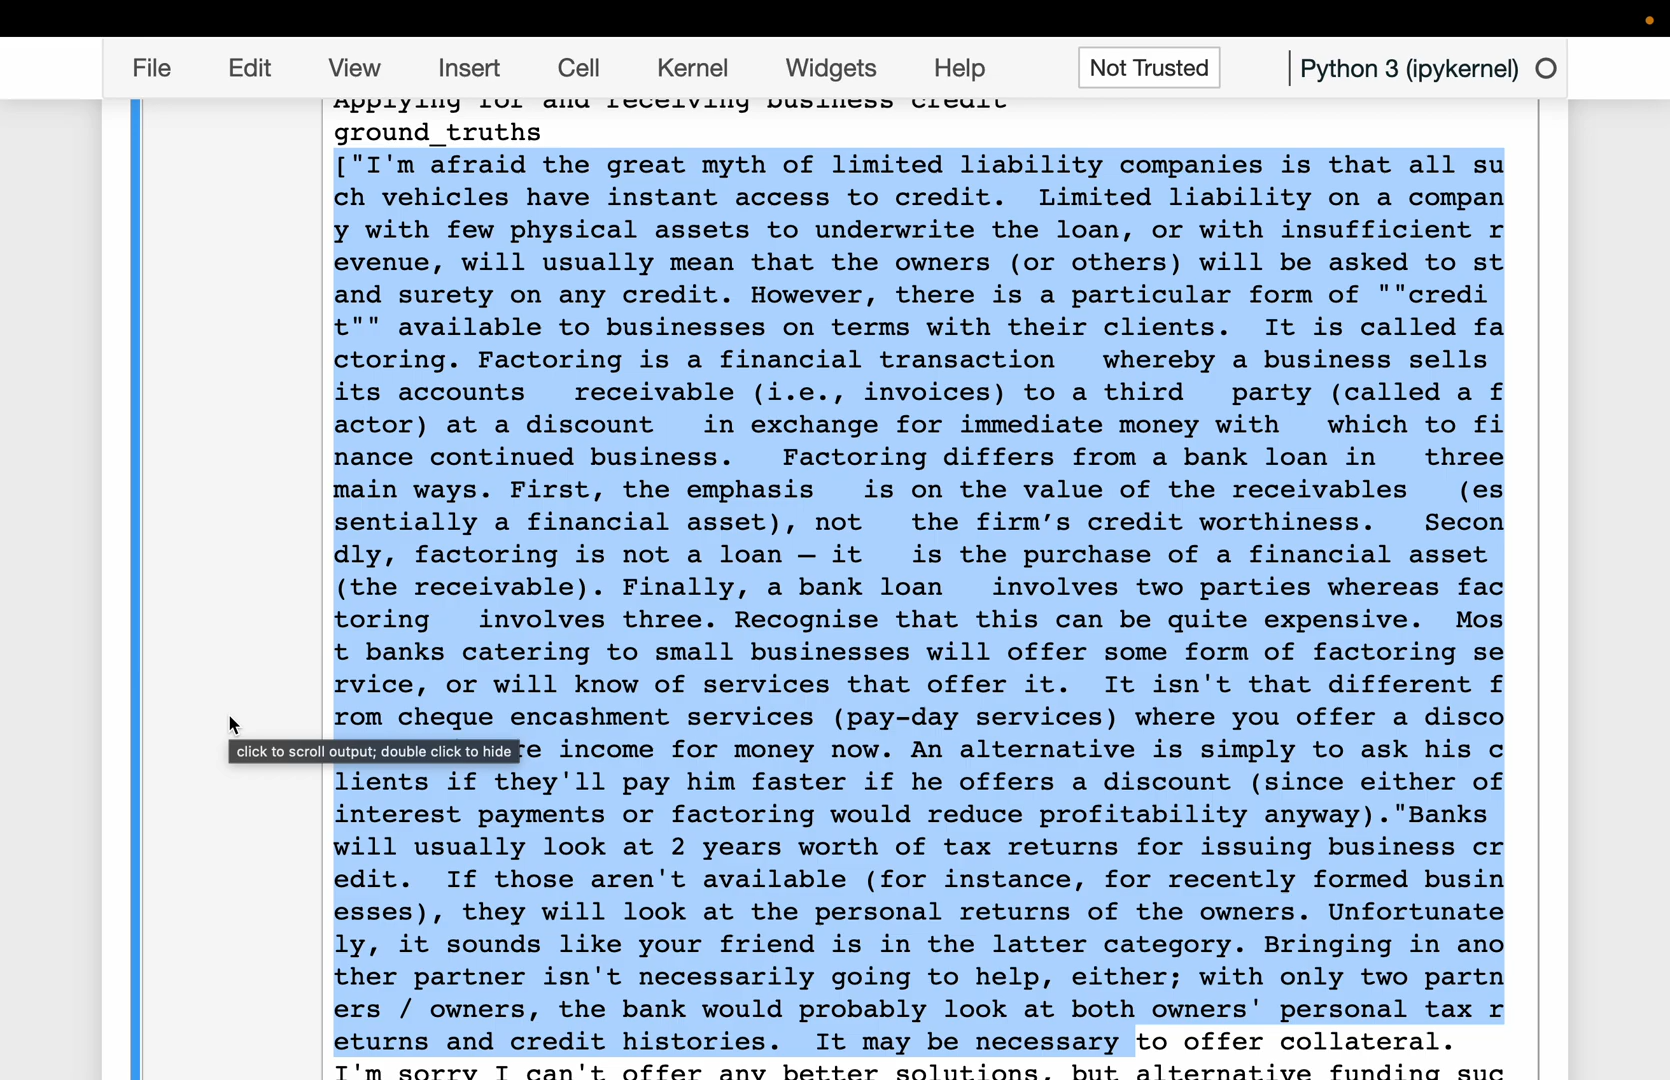 File Edit View Insert Cell Kernel Widgets Help Not Trusted Python 3 (ipykernel)
Applying for and receiving business credit
ground_truths
["I'm afraid the great myth of limited liability companies is that all su
ch vehicles have instant access to credit.  Limited liability on a compan
y with few physical assets to underwrite the loan, or with insufficient r
evenue, will usually mean that the owners (or others) will be asked to st
and surety on any credit. However, there is a particular form of ""credi
t"" available to businesses on terms with their clients.  It is called fa
ctoring. Factoring is a financial transaction   whereby a business sells
its accounts   receivable (i.e., invoices) to a third   party (called a f
actor) at a discount   in exchange for immediate money with   which to fi
nance continued business.   Factoring differs from a bank loan in   three
main ways. First, the emphasis   is on the value of the receivables   (es
sentially a financial asset), not   the firm’s credit worthiness.   Secon
dly, factoring is not a loan – it   is the purchase of a financial asset
(the receivable). Finally, a bank loan   involves two parties whereas fac
toring   involves three. Recognise that this can be quite expensive.  Mos
t banks catering to small businesses will offer some form of factoring se
rvice, or will know of services that offer it.  It isn't that different f
rom cheque encashment services (pay-day services) where you offer a disco
click to scroll output; double click to hide
re income for money now. An alternative is simply to ask his c
lients if they'll pay him faster if he offers a discount (since either of
interest payments or factoring would reduce profitability anyway)."Banks
will usually look at 2 years worth of tax returns for issuing business cr
edit.  If those aren't available (for instance, for recently formed busin
esses), they will look at the personal returns of the owners. Unfortunate
ly, it sounds like your friend is in the latter category. Bringing in ano
ther partner isn't necessarily going to help, either; with only two partn
ers / owners, the bank would probably look at both owners' personal tax r
eturns and credit histories.  It may be necessary to offer collateral.
I'm sorry I can't offer any better solutions, but alternative funding suc